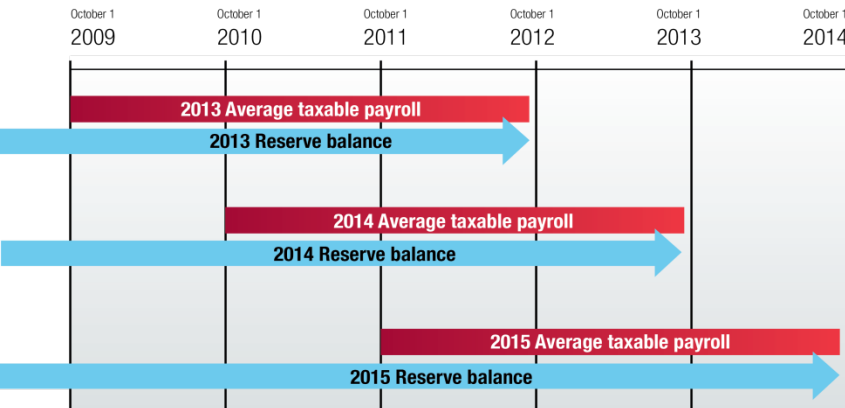 October 1 October 1 October 1 October 1 October 1 October 1
2009 2010 2011 2012 2013 2014
2013 Average taxable payroll
2013 Reserve balance
2014 Average taxable payroll
2014 Reserve balance
2015 Average taxable payroll
2015 Reserve balance